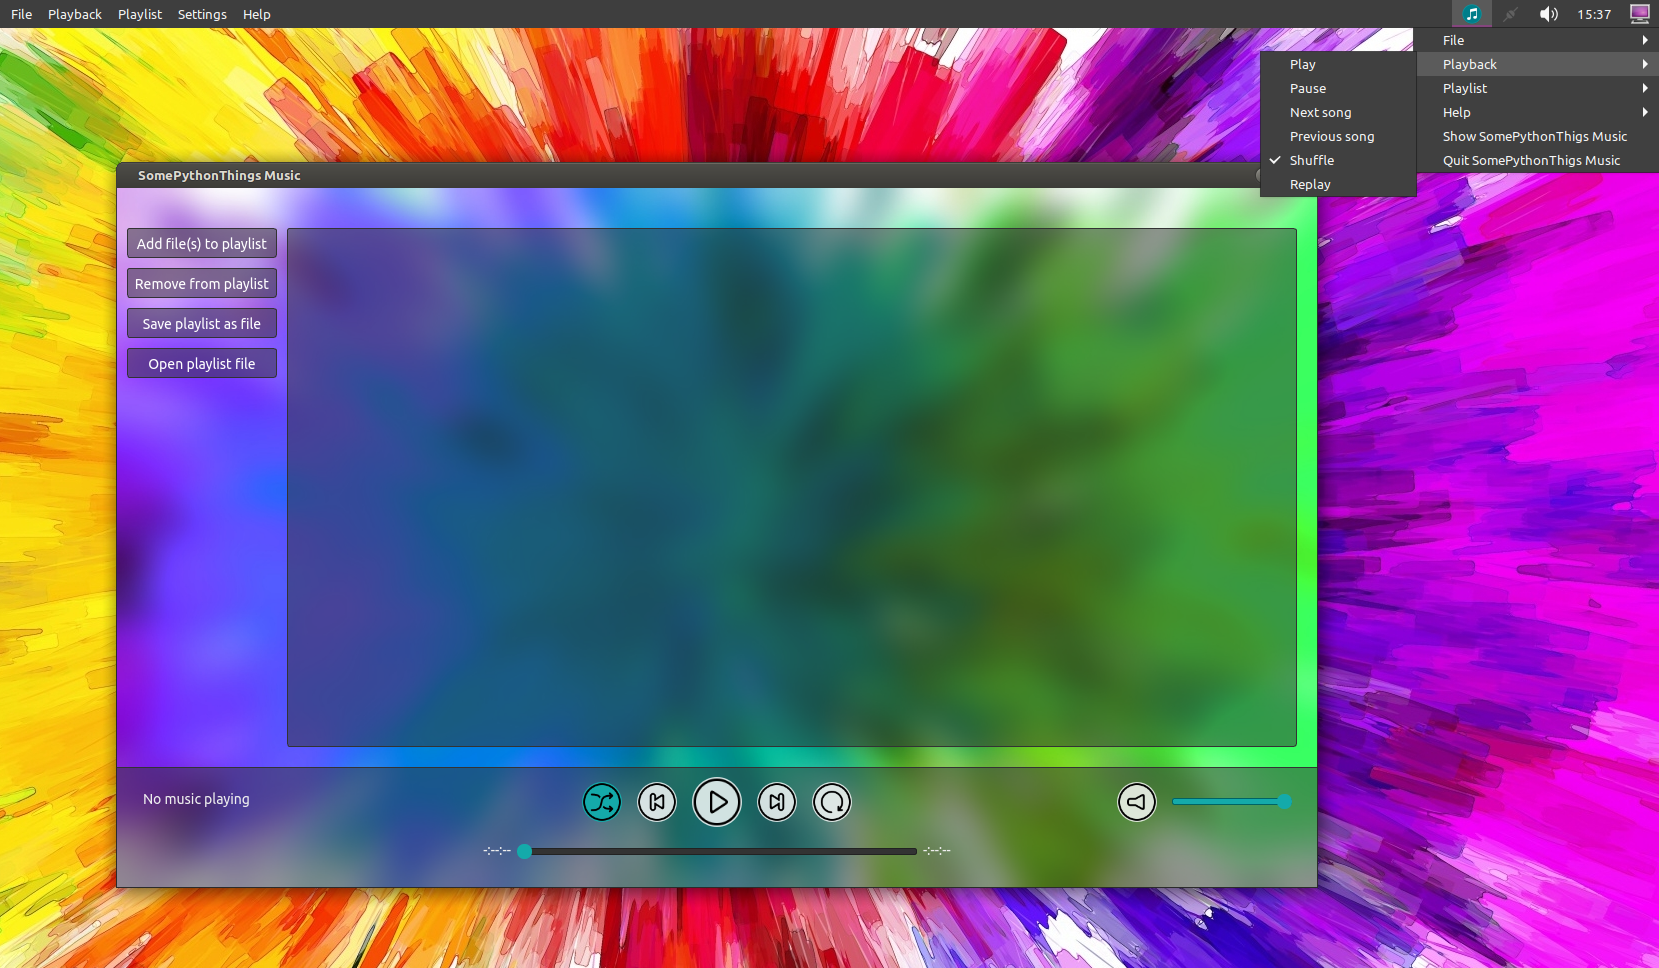 File Playback Playlist Settings Help
15:37
File
Playback
Playlist
Help
Show SomePythonThigs Music
Quit SomePythonThigs Music
Play
Pause
Next song
Previous song
Shuffle
Replay
SomePythonThings Music
Add file(s) to playlist
Remove from playlist
Save playlist as file
Open playlist file
No music playing
-:--:-- -:--:--